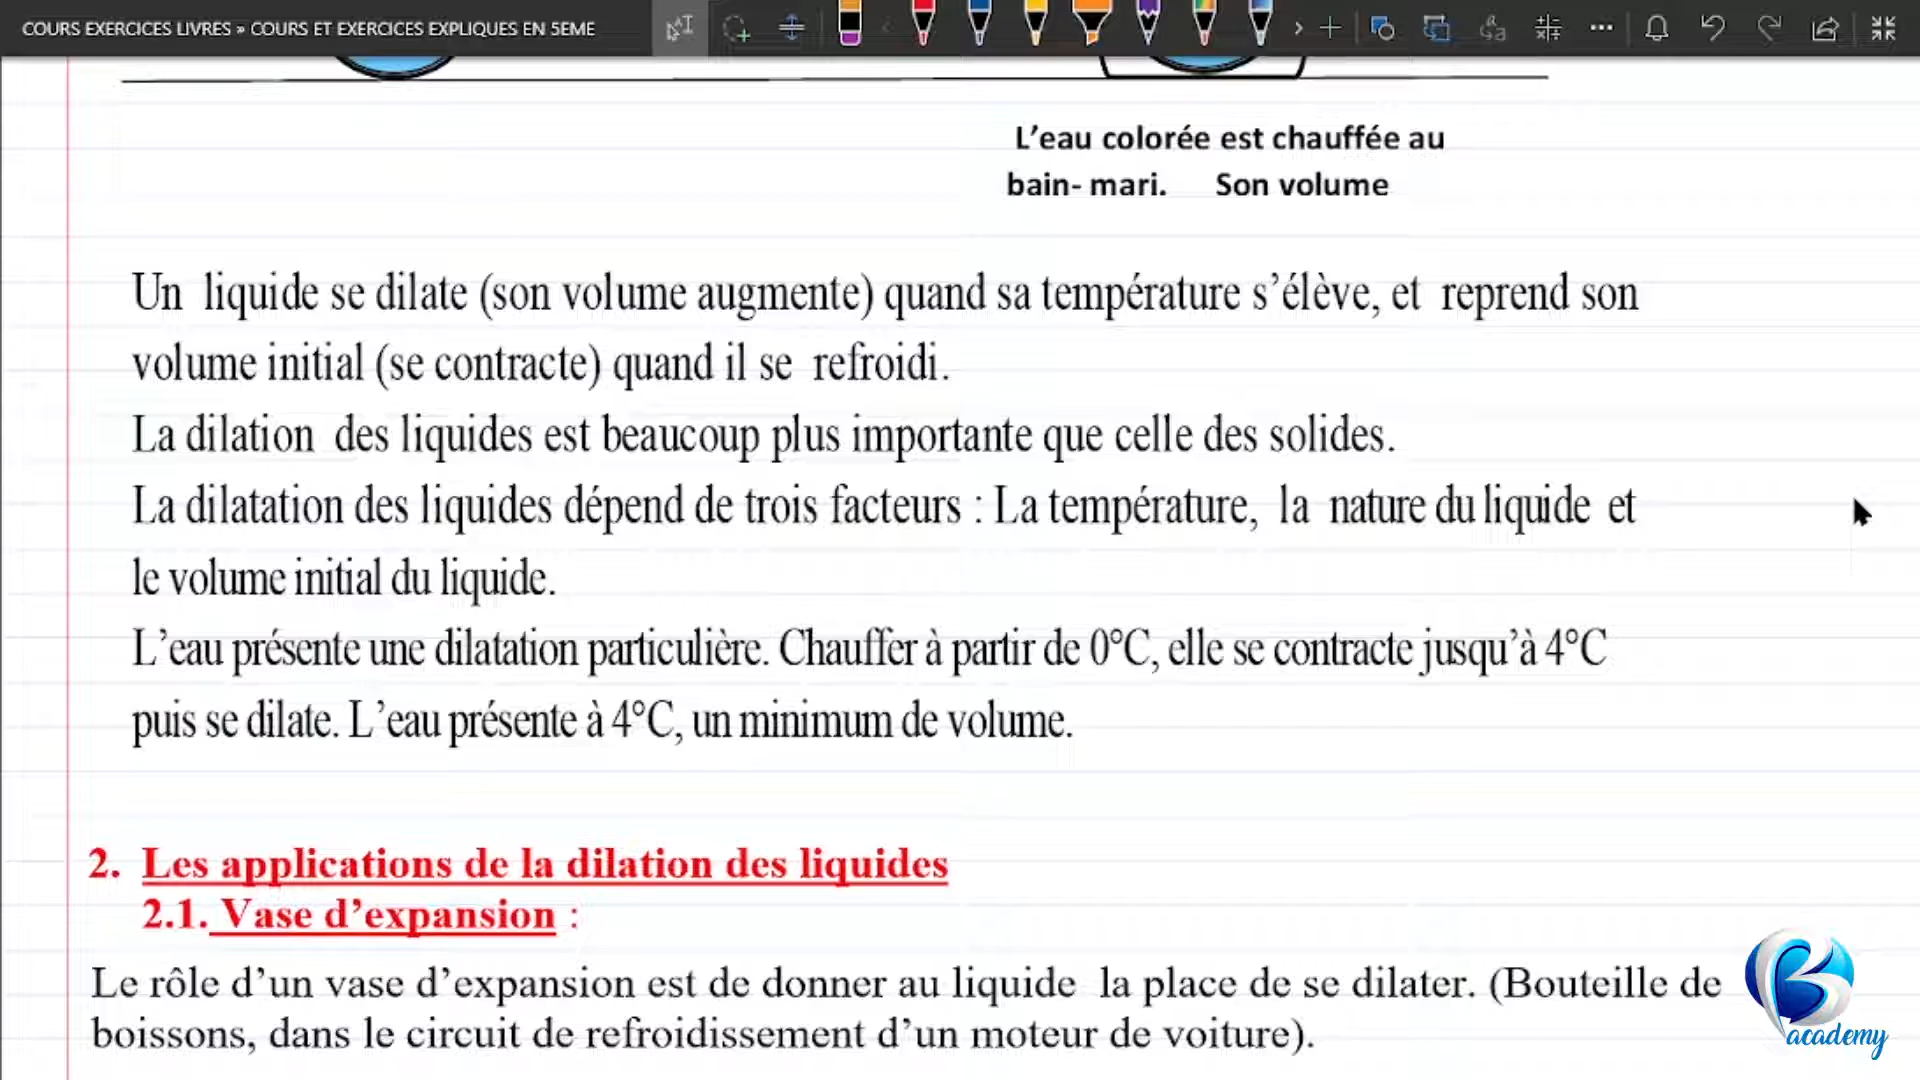 COURS EXERCICES LIVRES » COURS ET EXERCICES EXPLIQUES EN 5EME
L’eau colorée est chauffée au
bain- mari. Son volume
Un liquide se dilate (son volume augmente) quand sa température s’élève, et reprend son
volume initial (se contracte) quand il se refroidi.
La dilation des liquides est beaucoup plus importante que celle des solides.
La dilatation des liquides dépend de trois facteurs : La température, la nature du liquide et
le volume initial du liquide.
L’eau présente une dilatation particulière. Chauffer à partir de 0°C, elle se contracte jusqu’à 4°C
puis se dilate. L’eau présente à 4°C, un minimum de volume.
2. Les applications de la dilation des liquides
2.1. Vase d’expansion :
Le rôle d’un vase d’expansion est de donner au liquide la place de se dilater. (Bouteille de
boissons, dans le circuit de refroidissement d’un moteur de voiture).
academy